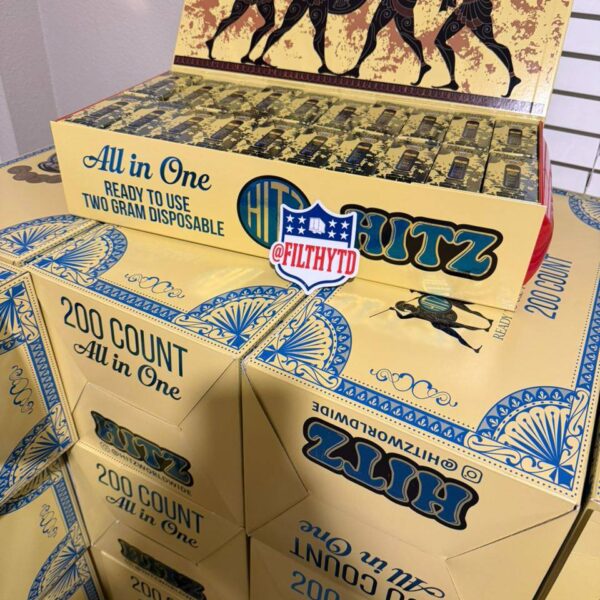 All in One
READY TO USE
TWO GRAM DISPOSABLE
HITZ
HITZ
@FILTHYTD
200 COUNT
All in One
HITZ
@HITZWORLDWIDE
200 COUNT
All in One
200 COUNT
@HITZWORLDWIDE
HITZ
All in One
200 COUNT